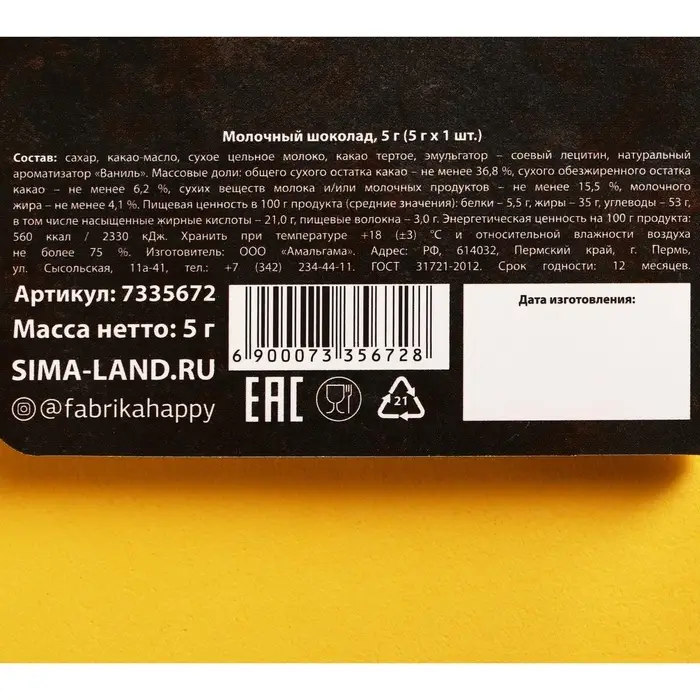 Молочный шоколад, 5 г (5 г х 1 шт.)
Состав: сахар, какао-масло, сухое цельное молоко, какао тертое, эмульгатор – соевый лецитин, натуральный
ароматизатор «Ваниль». Массовые доли: общего сухого остатка какао – не менее 36,8 %, сухого обезжиренного остатка
какао – не менее 6,2 %, сухих веществ молока и/или молочных продуктов – не менее 15,5 %, молочного
жира – не менее 4,1 %. Пищевая ценность в 100 г продукта (средние значения): белки – 5,5 г, жиры – 35 г, углеводы – 53 г,
в том числе насыщенные жирные кислоты – 21,0 г, пищевые волокна – 3,0 г. Энергетическая ценность на 100 г продукта:
560 ккал / 2330 кДж. Хранить при температуре +18 (±3) °C и относительной влажности воздуха
не более 75 %. Изготовитель: ООО «Амальгама». Адрес: РФ, 614032, Пермский край, г. Пермь,
ул. Сысольская, 11а-41, тел.: +7 (342) 234-44-11. ГОСТ 31721-2012. Срок годности: 12 месяцев.
Артикул: 7335672
Масса нетто: 5 г
SIMA-LAND.RU
@fabrikahappy
6 900073 356728
EAC
21
Дата изготовления: